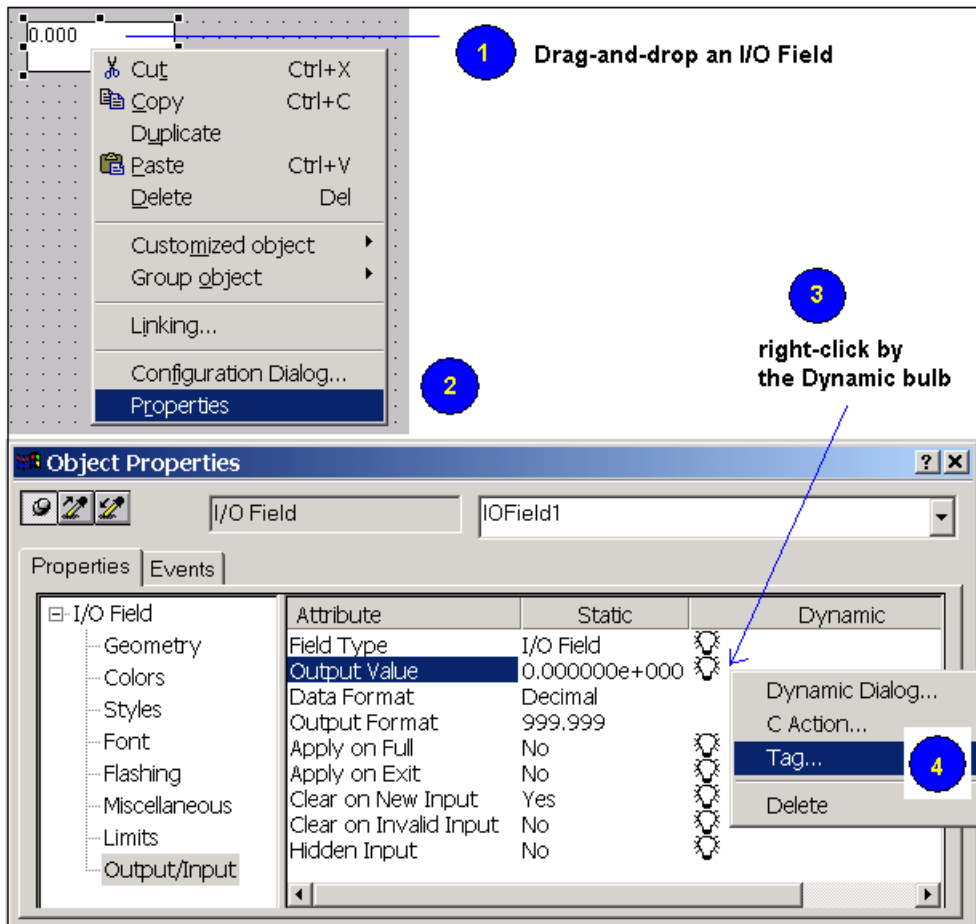 0.000
1 Drag-and-drop an I/O Field
Cut Ctrl+X
Copy Ctrl+C
Duplicate
Paste Ctrl+V
Delete Del
Customized object
Group object
Linking...
Configuration Dialog...
Properties
2
3
right-click by
the Dynamic bulb
Object Properties
I/O Field IOField1
Properties Events
I/O Field
Geometry
Colors
Styles
Font
Flashing
Miscellaneous
Limits
Output/Input
Attribute Static Dynamic
Field Type I/O Field
Output Value 0.000000e+000
Data Format Decimal
Output Format 999.999
Apply on Full No
Apply on Exit No
Clear on New Input Yes
Clear on Invalid Input No
Hidden Input No
Dynamic Dialog...
C Action...
Tag... 4
Delete